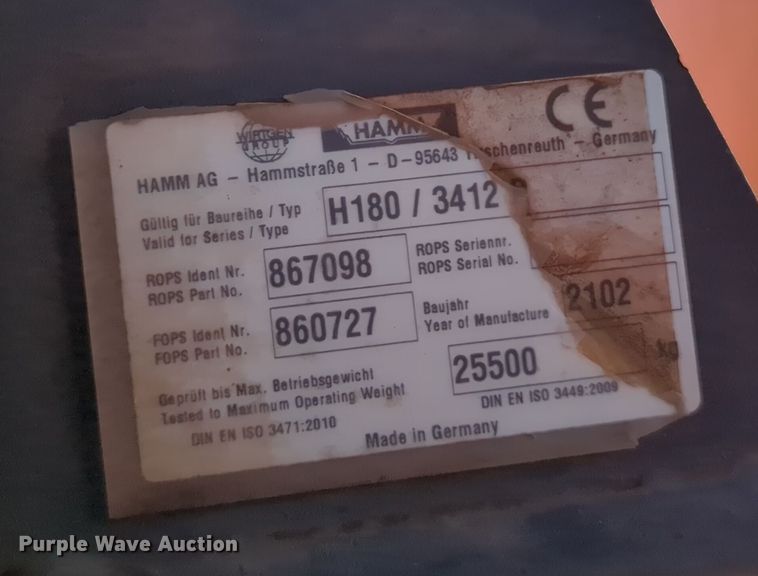 WIRTGEN GROUP
HAMM
CE
HAMM AG – Hammstraße 1 – D – 95643 Tirschenreuth – Germany
Gültig für Baureihe / Typ
Valid for Series / Type
H180 / 3412
ROPS Ident Nr.
ROPS Part No.
867098
ROPS Seriennr.
ROPS Serial No.
FOPS Ident Nr.
FOPS Part No.
860727
Baujahr
Year of Manufacture
2102
Geprüft bis Max. Betriebsgewicht
Tested to Maximum Operating Weight
25500
kg
DIN EN ISO 3471:2010
DIN EN ISO 3449:2009
Made in Germany
Purple Wave Auction